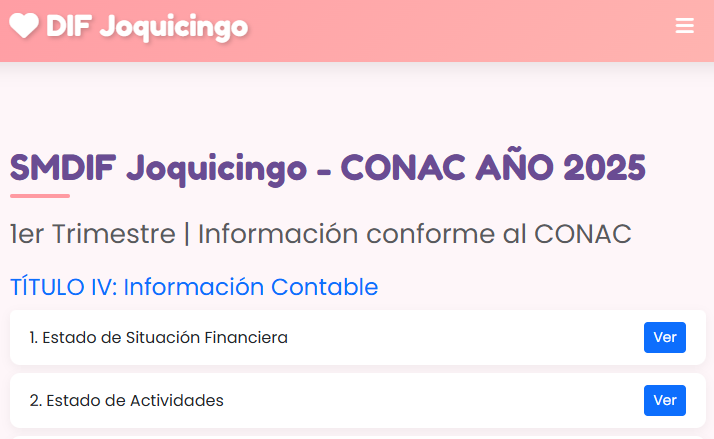 DIF Joquicingo
SMDIF Joquicingo - CONAC AÑO 2025
1er Trimestre | Información conforme al CONAC
TÍTULO IV: Información Contable
1. Estado de Situación Financiera
Ver
2. Estado de Actividades
Ver